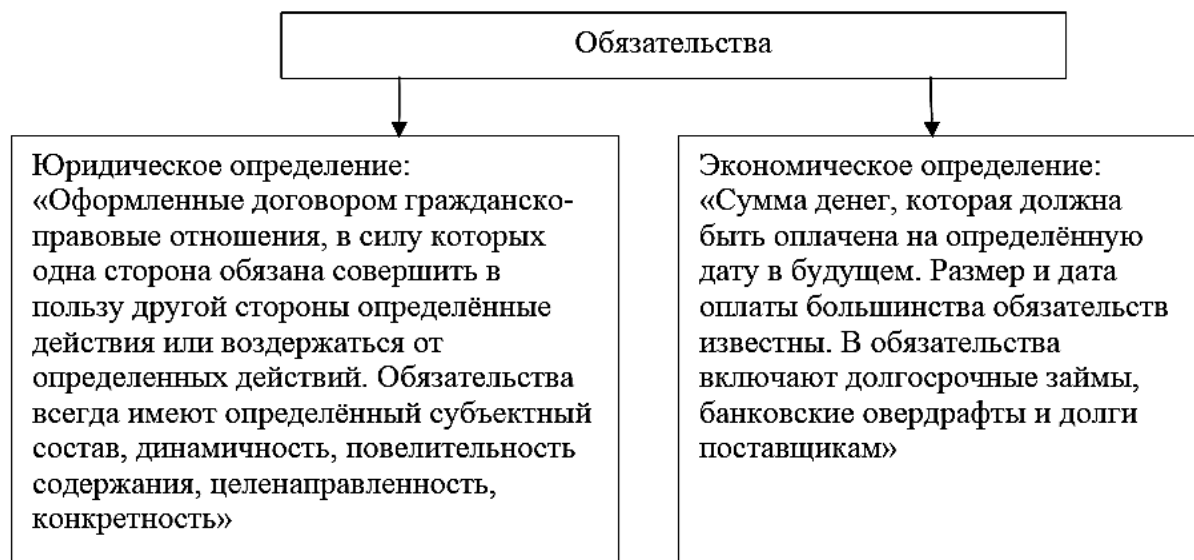 Обязательства
Юридическое определение:
«Оформленные договором гражданско-
правовые отношения, в силу которых
одна сторона обязана совершить в
пользу другой стороны определённые
действия или воздержаться от
определенных действий. Обязательства
всегда имеют определённый субъектный
состав, динамичность, повелительность
содержания, целенаправленность,
конкретность»
Экономическое определение:
«Сумма денег, которая должна
быть оплачена на определённую
дату в будущем. Размер и дата
оплаты большинства обязательств
известны. В обязательства
включают долгосрочные займы,
банковские овердрафты и долги
поставщикам»